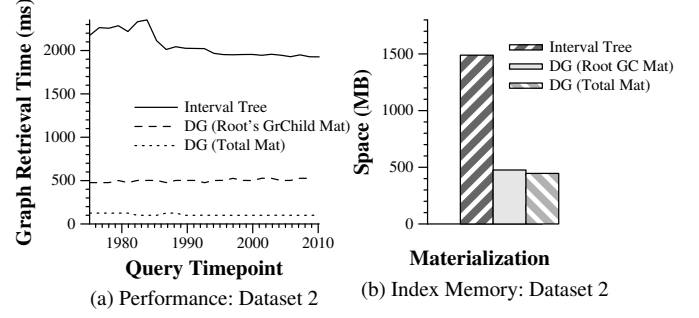 Graph Retrieval Time (ms)
2000
1500
1000
500
0
Interval Tree
DG (Root's GrChild Mat)
DG (Total Mat)
1980
1990
2000
2010
Query Timepoint
(a) Performance: Dataset 2
Space (MB)
1500
1000
500
0
Interval Tree
DG (Root GC Mat)
DG (Total Mat)
Materialization
(b) Index Memory: Dataset 2